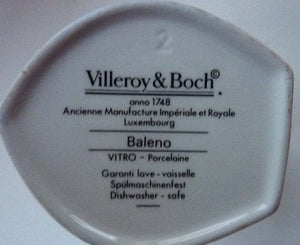 2
Villeroy & Boch©
anno 1748
Ancienne Manufacture Impériale et Royale
Luxembourg
Baleno
VITRO - Porcelaine
Garanti lave - vaisselle
Spülmaschinenfest
Dishwasher - safe